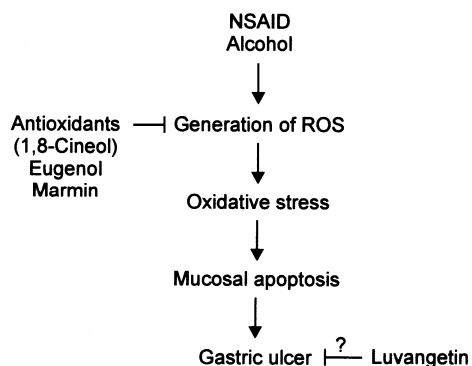 NSAID
Alcohol
Antioxidants
(1,8-Cineol)
Eugenol
Marmin
Generation of ROS
Oxidative stress
Mucosal apoptosis
Gastric ulcer
?
Luvangetin